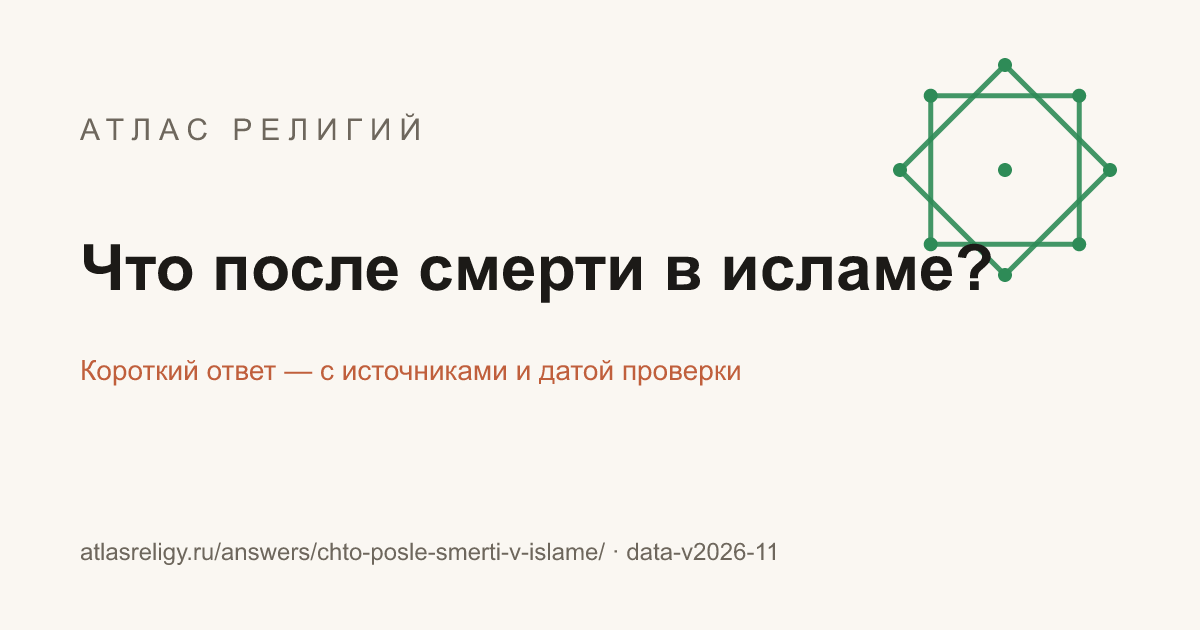 АТЛАС РЕЛИГИЙ
Что после смерти в исламе?
Короткий ответ — с источниками и датой проверки
atlasreligy.ru/answers/chto-posle-smerti-v-islame/ · data-v2026-11